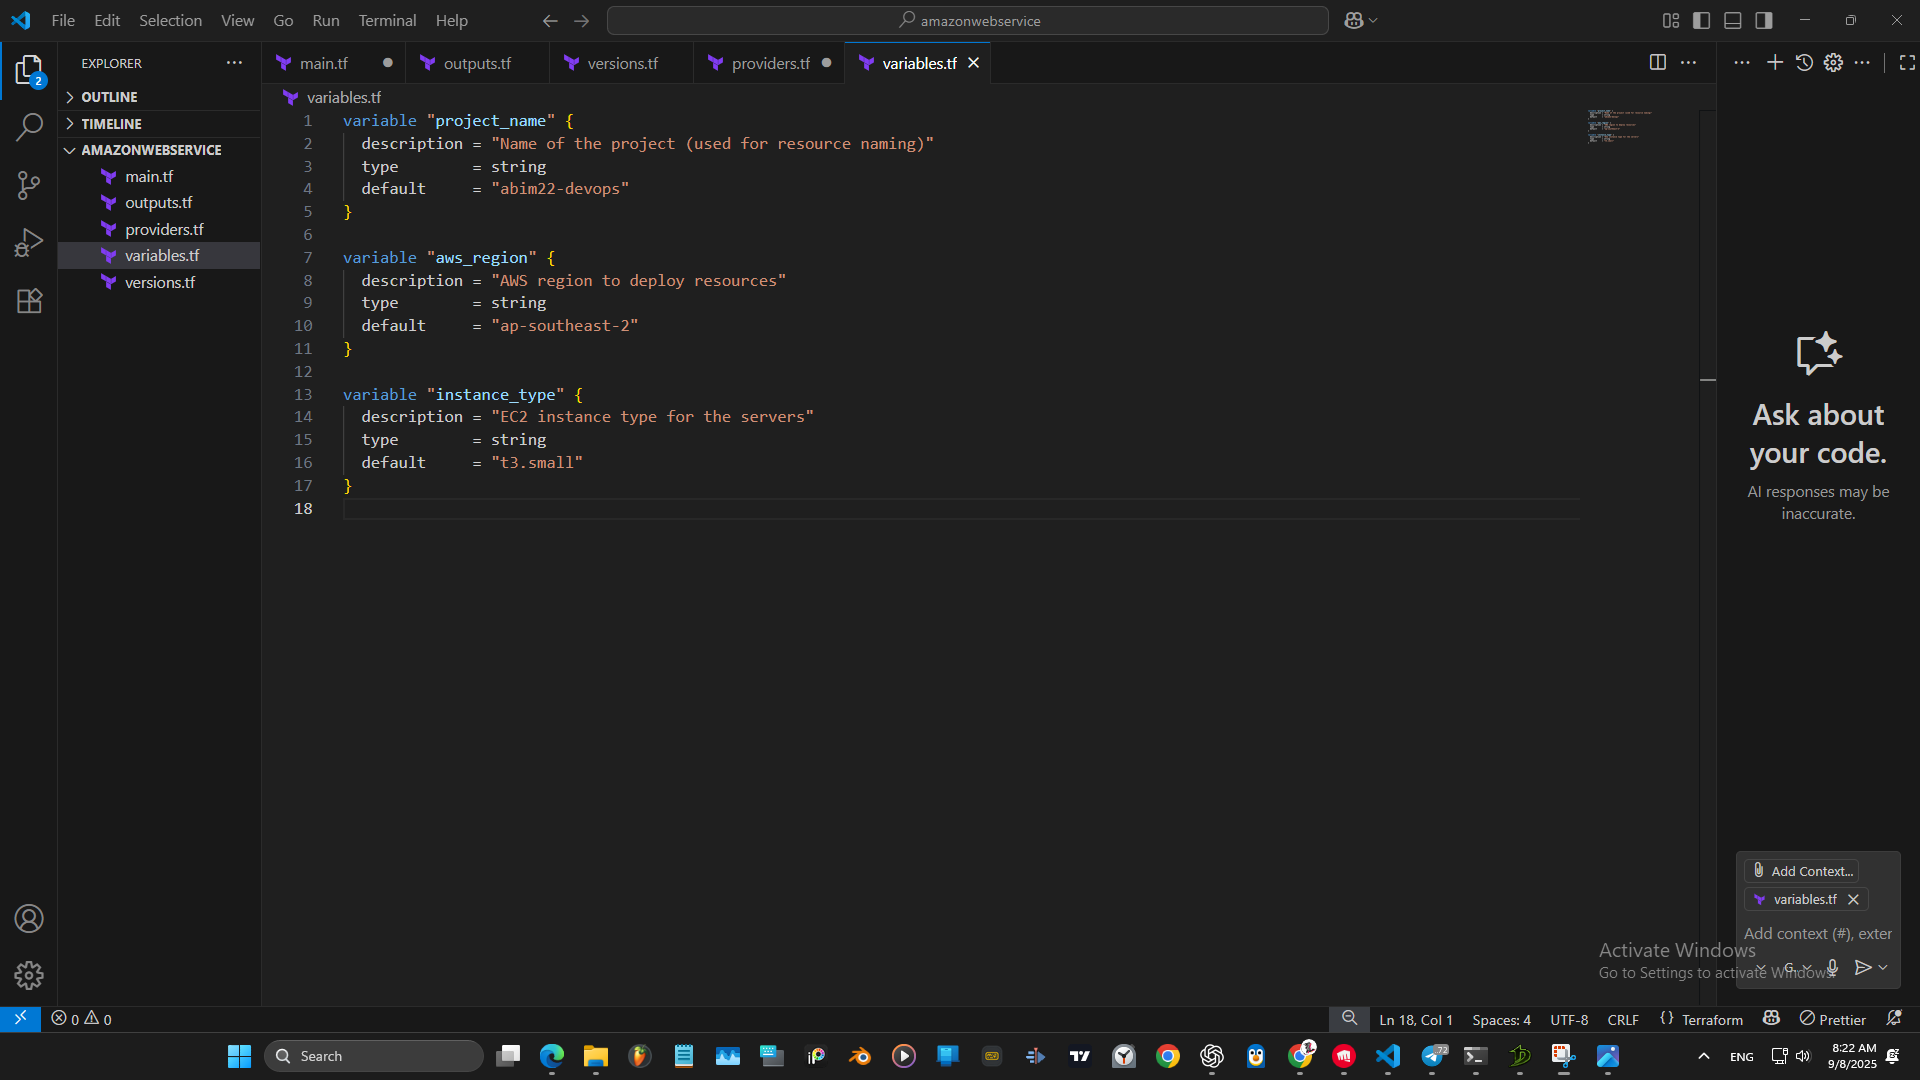 File Edit Selection View Go Run Terminal Help
amazonwebservice
EXPLORER
OUTLINE
TIMELINE
AMAZONWEBSERVICE
main.tf
outputs.tf
providers.tf
variables.tf
versions.tf
2
main.tf outputs.tf versions.tf providers.tf variables.tf
variables.tf
1 variable "project_name" {
2 description = "Name of the project (used for resource naming)"
3 type = string
4 default = "abim22-devops"
5 }
6
7 variable "aws_region" {
8 description = "AWS region to deploy resources"
9 type = string
10 default = "ap-southeast-2"
11 }
12
13 variable "instance_type" {
14 description = "EC2 instance type for the servers"
15 type = string
16 default = "t3.small"
17 }
18
Ask about
your code.
AI responses may be
inaccurate.
Add Context...
variables.tf
Add context (#), exter
G
Activate Windows
Go to Settings to activate Windows.
0 0
Ln 18, Col 1 Spaces: 4 UTF-8 CRLF {} Terraform Prettier
Search
72
ENG
8:22 AM
9/8/2025